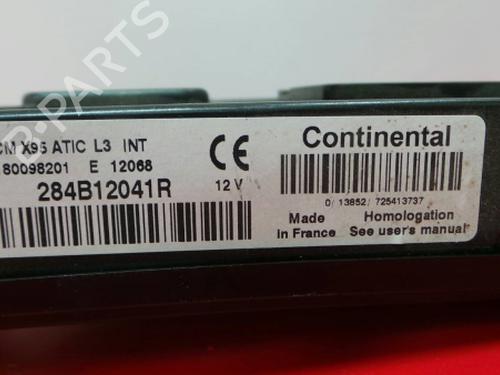 B-PARTS
CM X95 ATIC L3 INT
180098201 E 12068
284B12041R
CE
12 V
Continental
0/ 13852/ 725413737
Made in France
Homologation
See user's manual